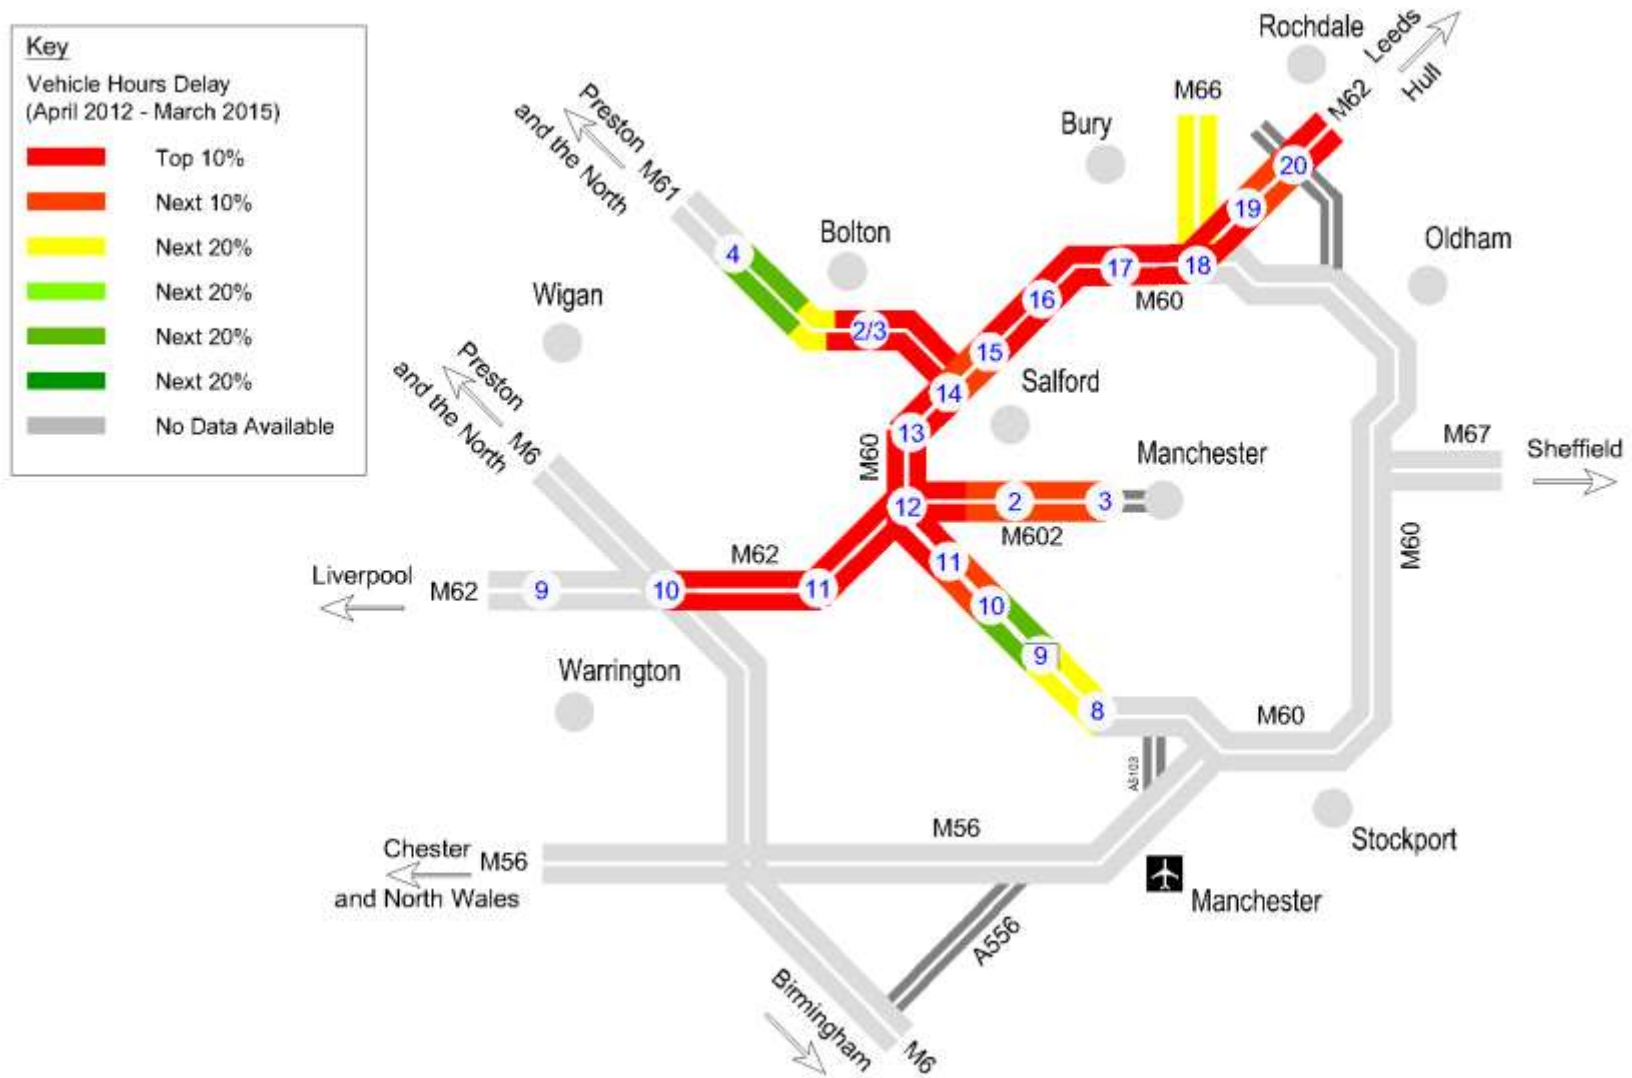 Key
Vehicle Hours Delay
(April 2012 - March 2015)
Top 10%
Next 10%
Next 20%
Next 20%
Next 20%
Next 20%
No Data Available
Rochdale
Leeds
Hull
M62
M66
Bury
Preston
and the North
M61
20
19
Oldham
Bolton
4
18
17
M60
16
Wigan
2/3
15
Salford
14
Preston
and the North
M6
13
M60
M67
Sheffield
Manchester
12
2
3
M602
M60
11
M62
Liverpool
M62
9
10
11
10
9
Warrington
8
M60
A5103
Stockport
M56
Chester
M56
and North Wales
Manchester
A556
Birmingham
M6